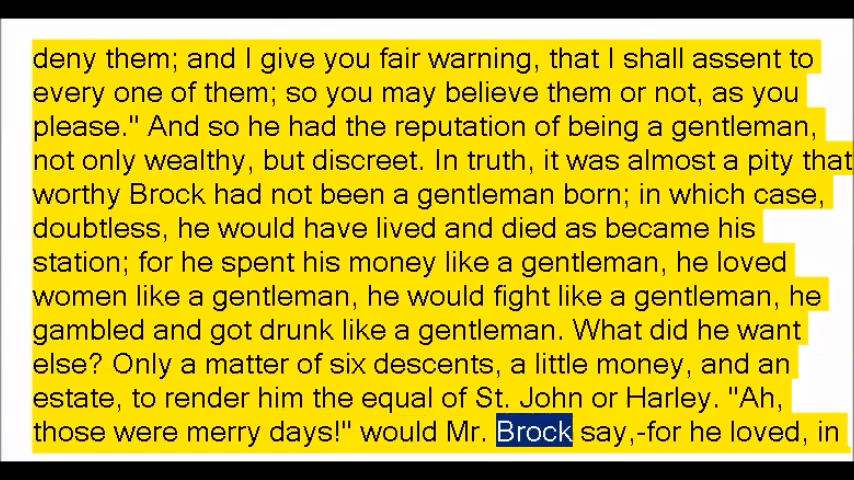 deny them; and I give you fair warning, that I shall assent to
every one of them; so you may believe them or not, as you
please." And so he had the reputation of being a gentleman,
not only wealthy, but discreet. In truth, it was almost a pity that
worthy Brock had not been a gentleman born; in which case,
doubtless, he would have lived and died as became his
station; for he spent his money like a gentleman, he loved
women like a gentleman, he would fight like a gentleman, he
gambled and got drunk like a gentleman. What did he want
else? Only a matter of six descents, a little money, and an
estate, to render him the equal of St. John or Harley. "Ah,
those were merry days!" would Mr. Brock say,-for he loved, in